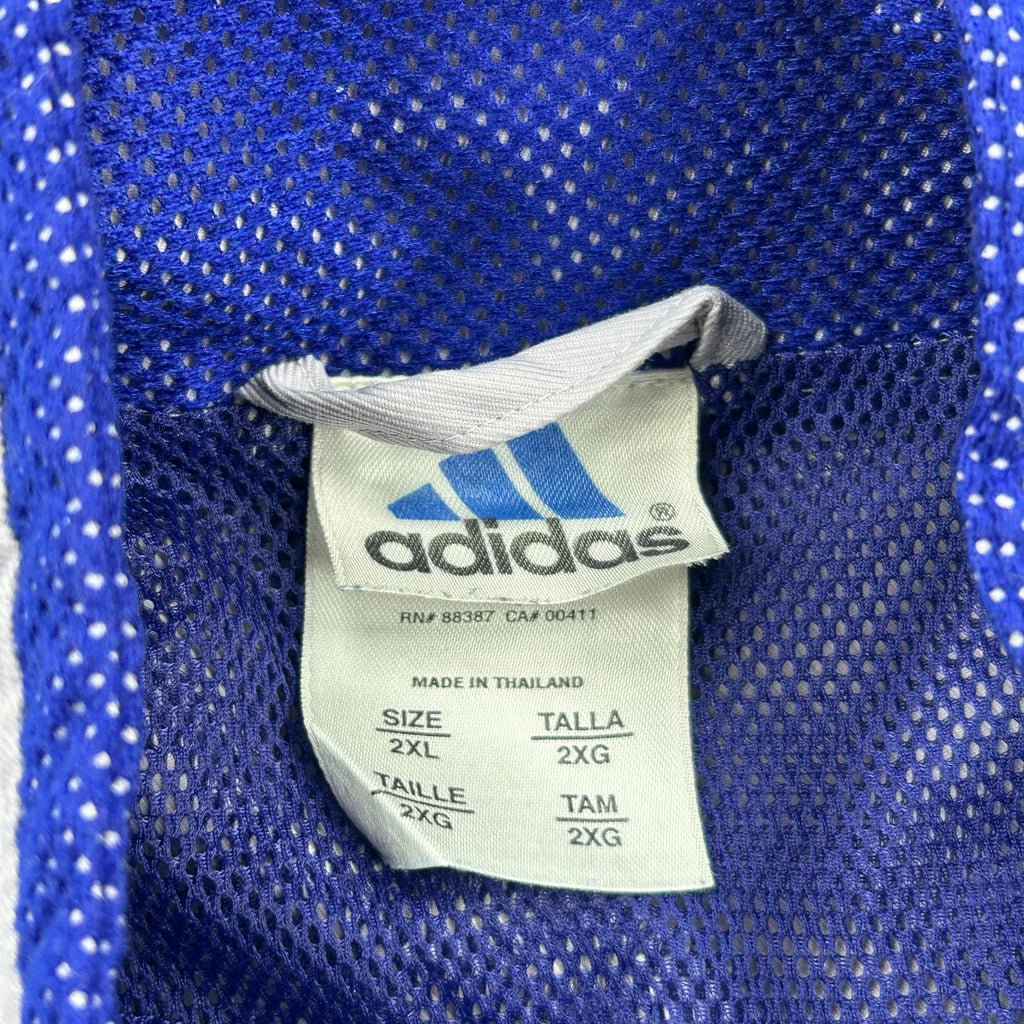 adidas®
RN# 88387 CA# 00411
MADE IN THAILAND
SIZE TALLA
2XL 2XG
TAILLE TAM
2XG 2XG